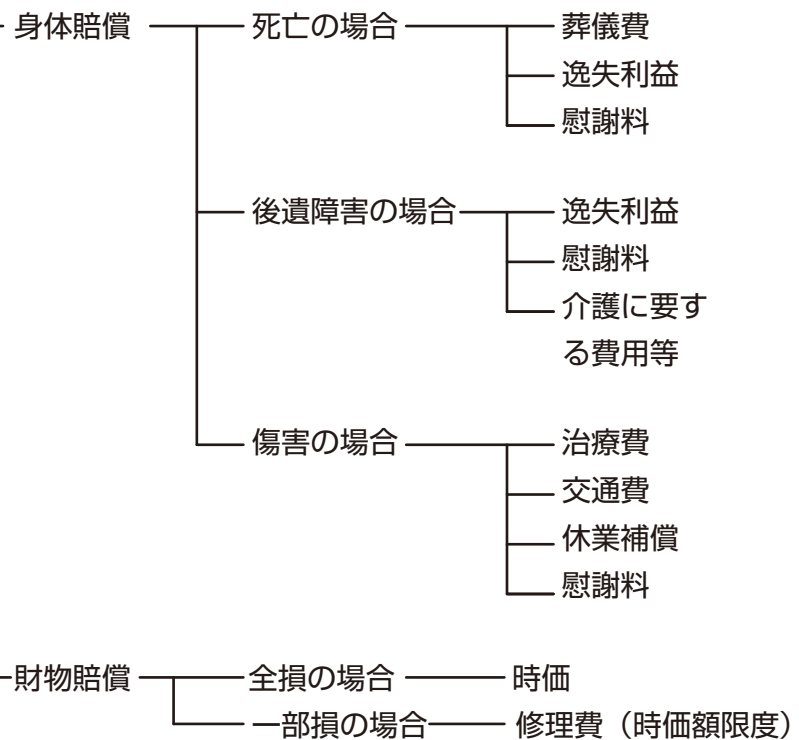 身体賠償 死亡の場合 葬儀費
逸失利益
慰謝料
後遺障害の場合 逸失利益
慰謝料
介護に要す
る費用等
傷害の場合 治療費
交通費
休業補償
慰謝料
財物賠償 全損の場合 時価
一部損の場合 修理費（時価額限度）